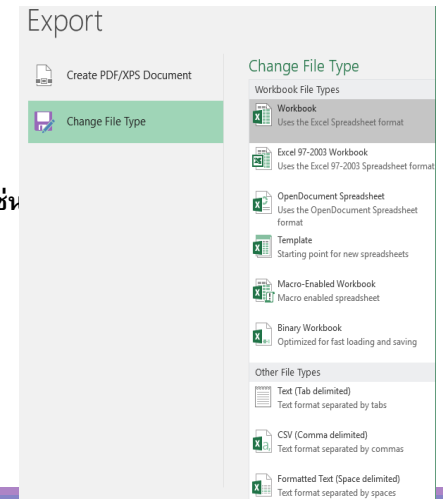 Export
Create PDF/XPS Document
Change File Type
Change File Type
Workbook File Types
Workbook
Uses the Excel Spreadsheet format
Excel 97-2003 Workbook
Uses the Excel 97-2003 Spreadsheet format
OpenDocument Spreadsheet
Uses the OpenDocument Spreadsheet
format
Template
Starting point for new spreadsheets
Macro-Enabled Workbook
Macro enabled spreadsheet
Binary Workbook
Optimized for fast loading and saving
Other File Types
Text (Tab delimited)
Text format separated by tabs
CSV (Comma delimited)
Text format separated by commas
Formatted Text (Space delimited)
Text format separated by spaces